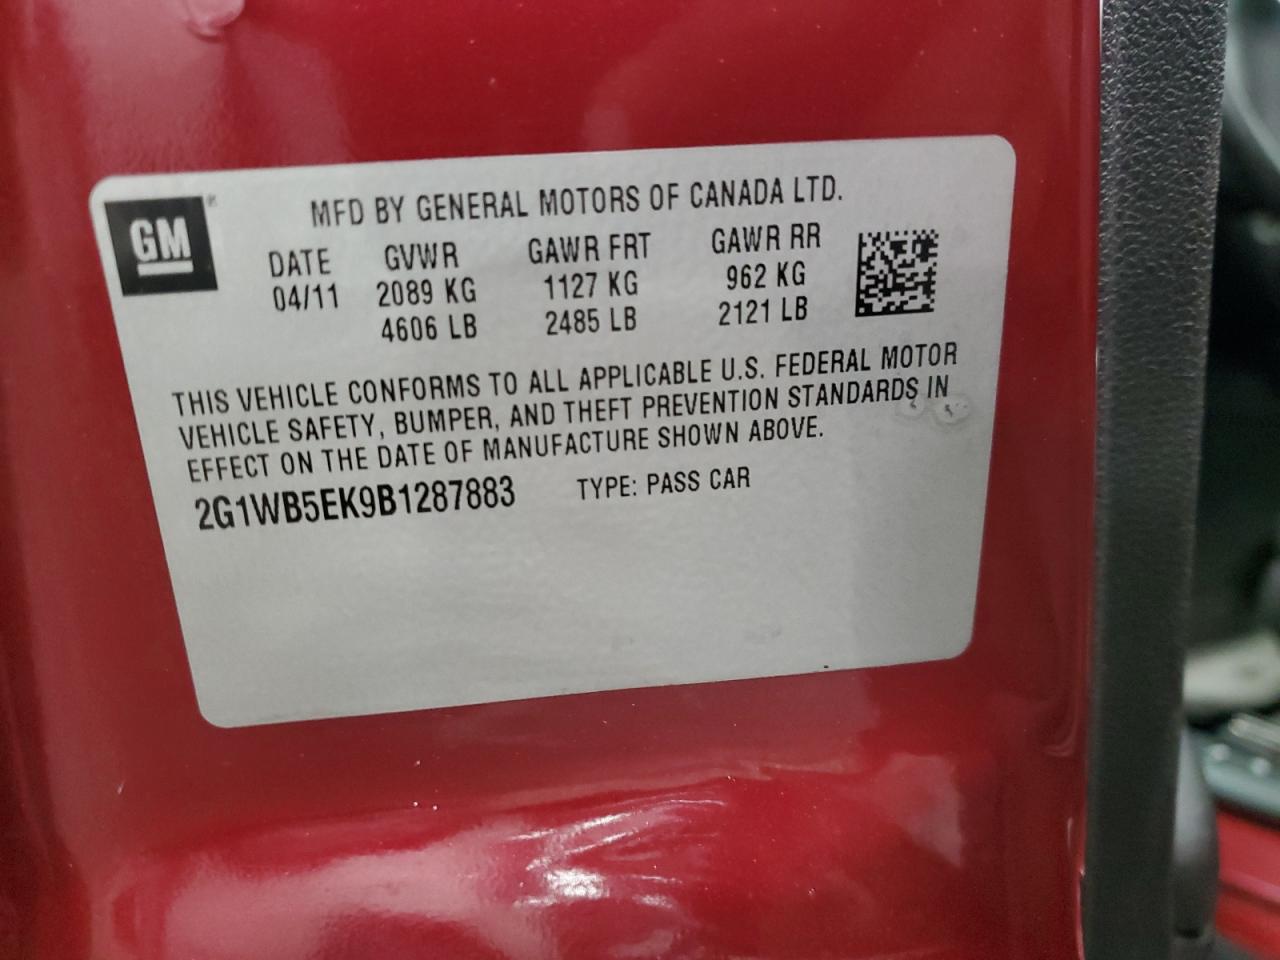 GM
MFD BY GENERAL MOTORS OF CANADA LTD.
DATE GVWR GAWR FRT GAWR RR
04/11 2089 KG 1127 KG 962 KG
4606 LB 2485 LB 2121 LB
THIS VEHICLE CONFORMS TO ALL APPLICABLE U.S. FEDERAL MOTOR
VEHICLE SAFETY, BUMPER, AND THEFT PREVENTION STANDARDS IN
EFFECT ON THE DATE OF MANUFACTURE SHOWN ABOVE.
2G1WB5EK9B1287883 TYPE: PASS CAR